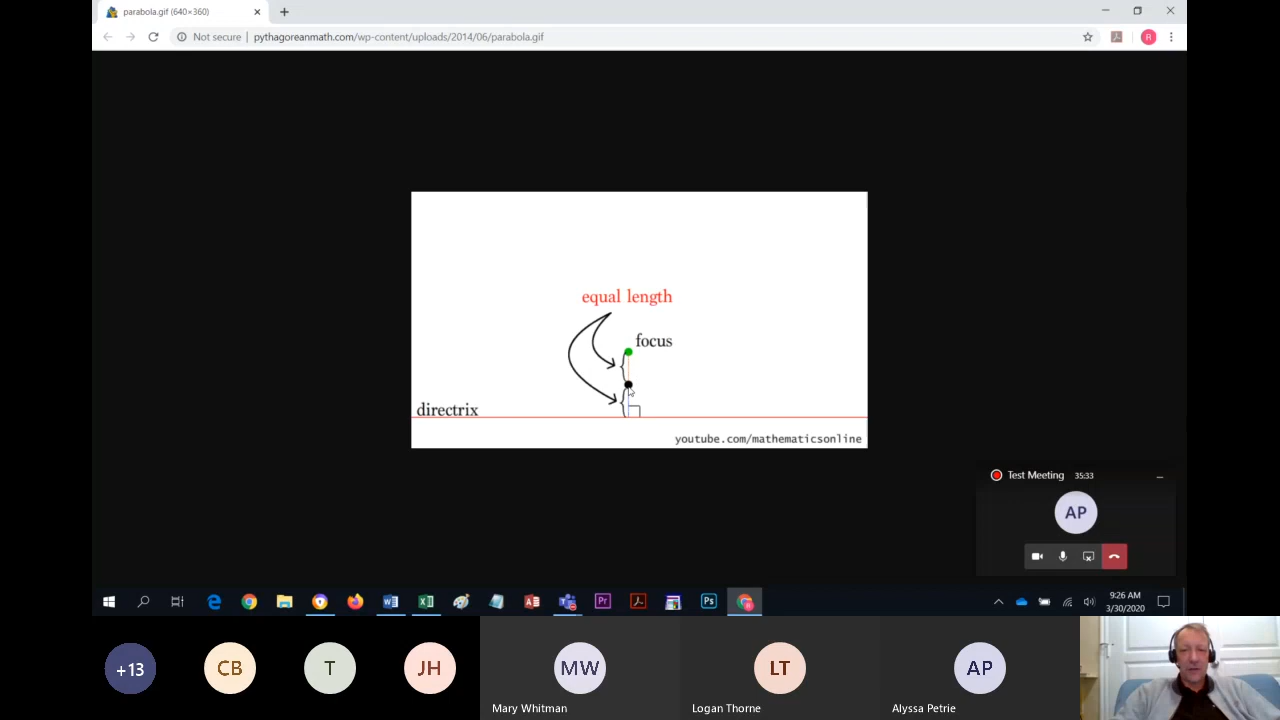 parabola.gif (640×360)
Not secure
pythagoreanmath.com/wp-content/uploads/2014/06/parabola.gif
R
equal length
focus
directrix
youtube.com/mathematicsonline
Test Meeting 35:33
AP
Pr
Ps
9:26 AM
3/30/2020
+13
CB
T
JH
MW
LT
AP
Mary Whitman
Logan Thorne
Alyssa Petrie